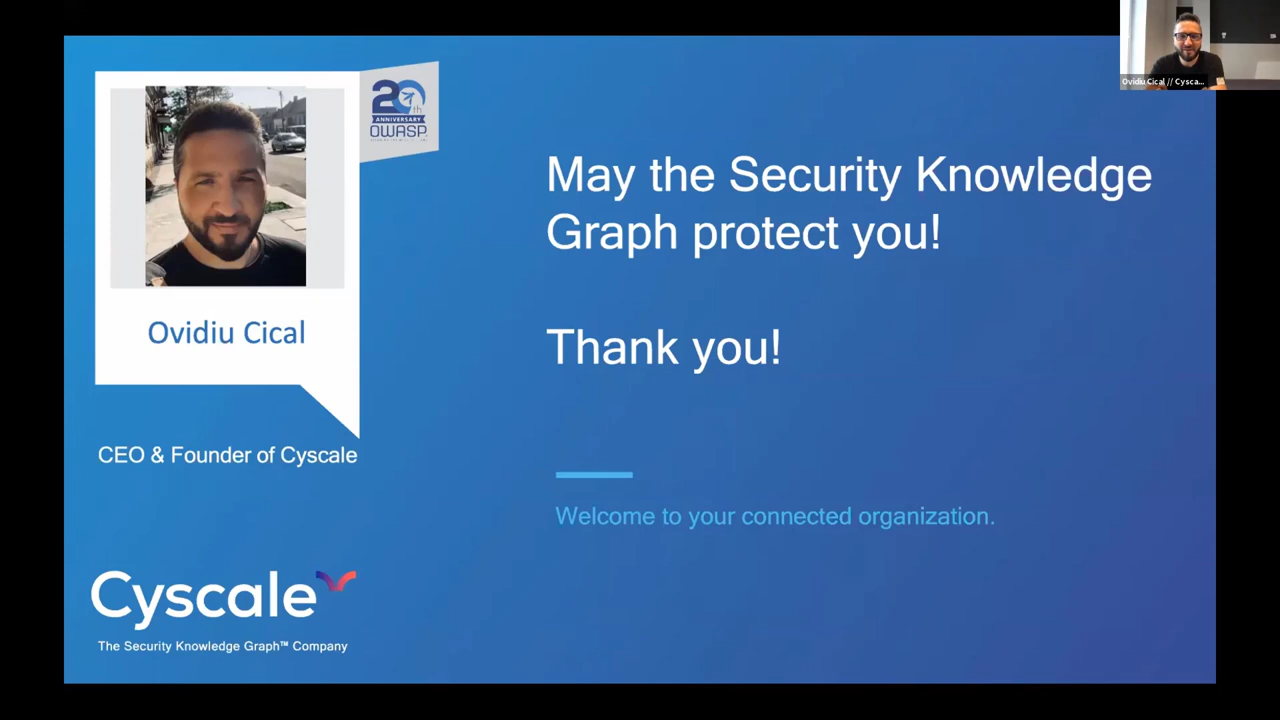 Ovidiu Cical // Cysca...
20th
ANNIVERSARY
OWASP
May the Security Knowledge
Graph protect you!
Thank you!
Ovidiu Cical
CEO & Founder of Cyscale
Welcome to your connected organization.
Cyscale
The Security Knowledge Graph™ Company